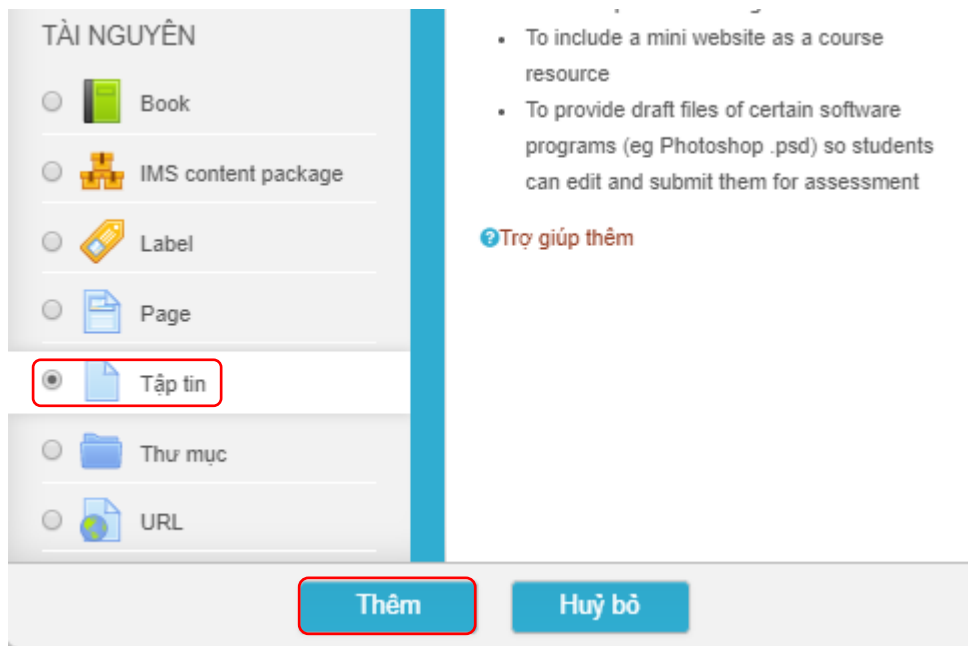 TÀI NGUYÊN
Book
IMS content package
Label
Page
Tập tin
Thư mục
URL
To include a mini website as a course
resource
To provide draft files of certain software
programs (eg Photoshop .psd) so students
can edit and submit them for assessment
Trợ giúp thêm
Thêm
Huỷ bỏ